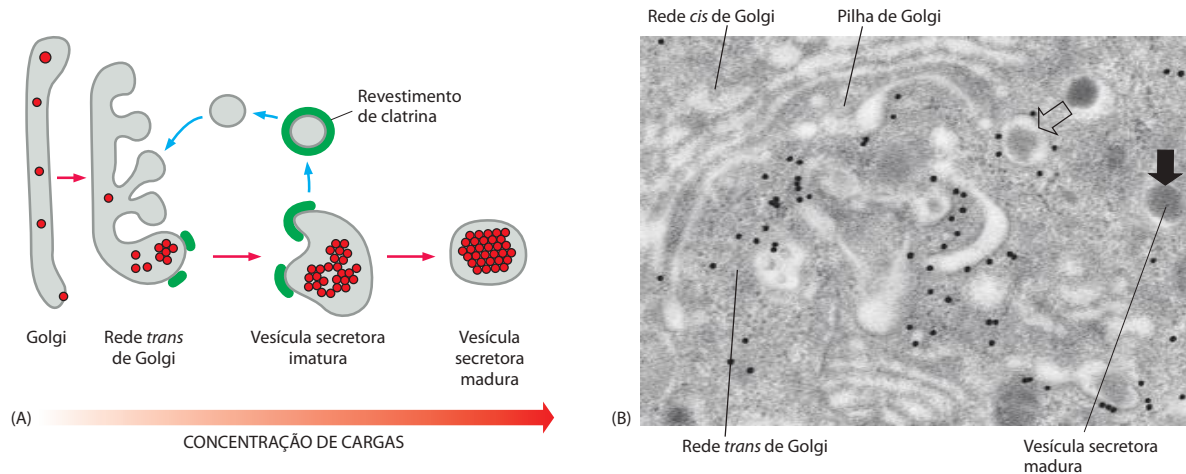 Revestimento
de clatrina
Golgi
Rede trans
de Golgi
Vesícula secretora
imatura
Vesícula
secretora
madura
(A)
CONCENTRAÇÃO DE CARGAS
Rede cis de Golgi
Pilha de Golgi
(B)
Rede trans de Golgi
Vesícula secretora
madura